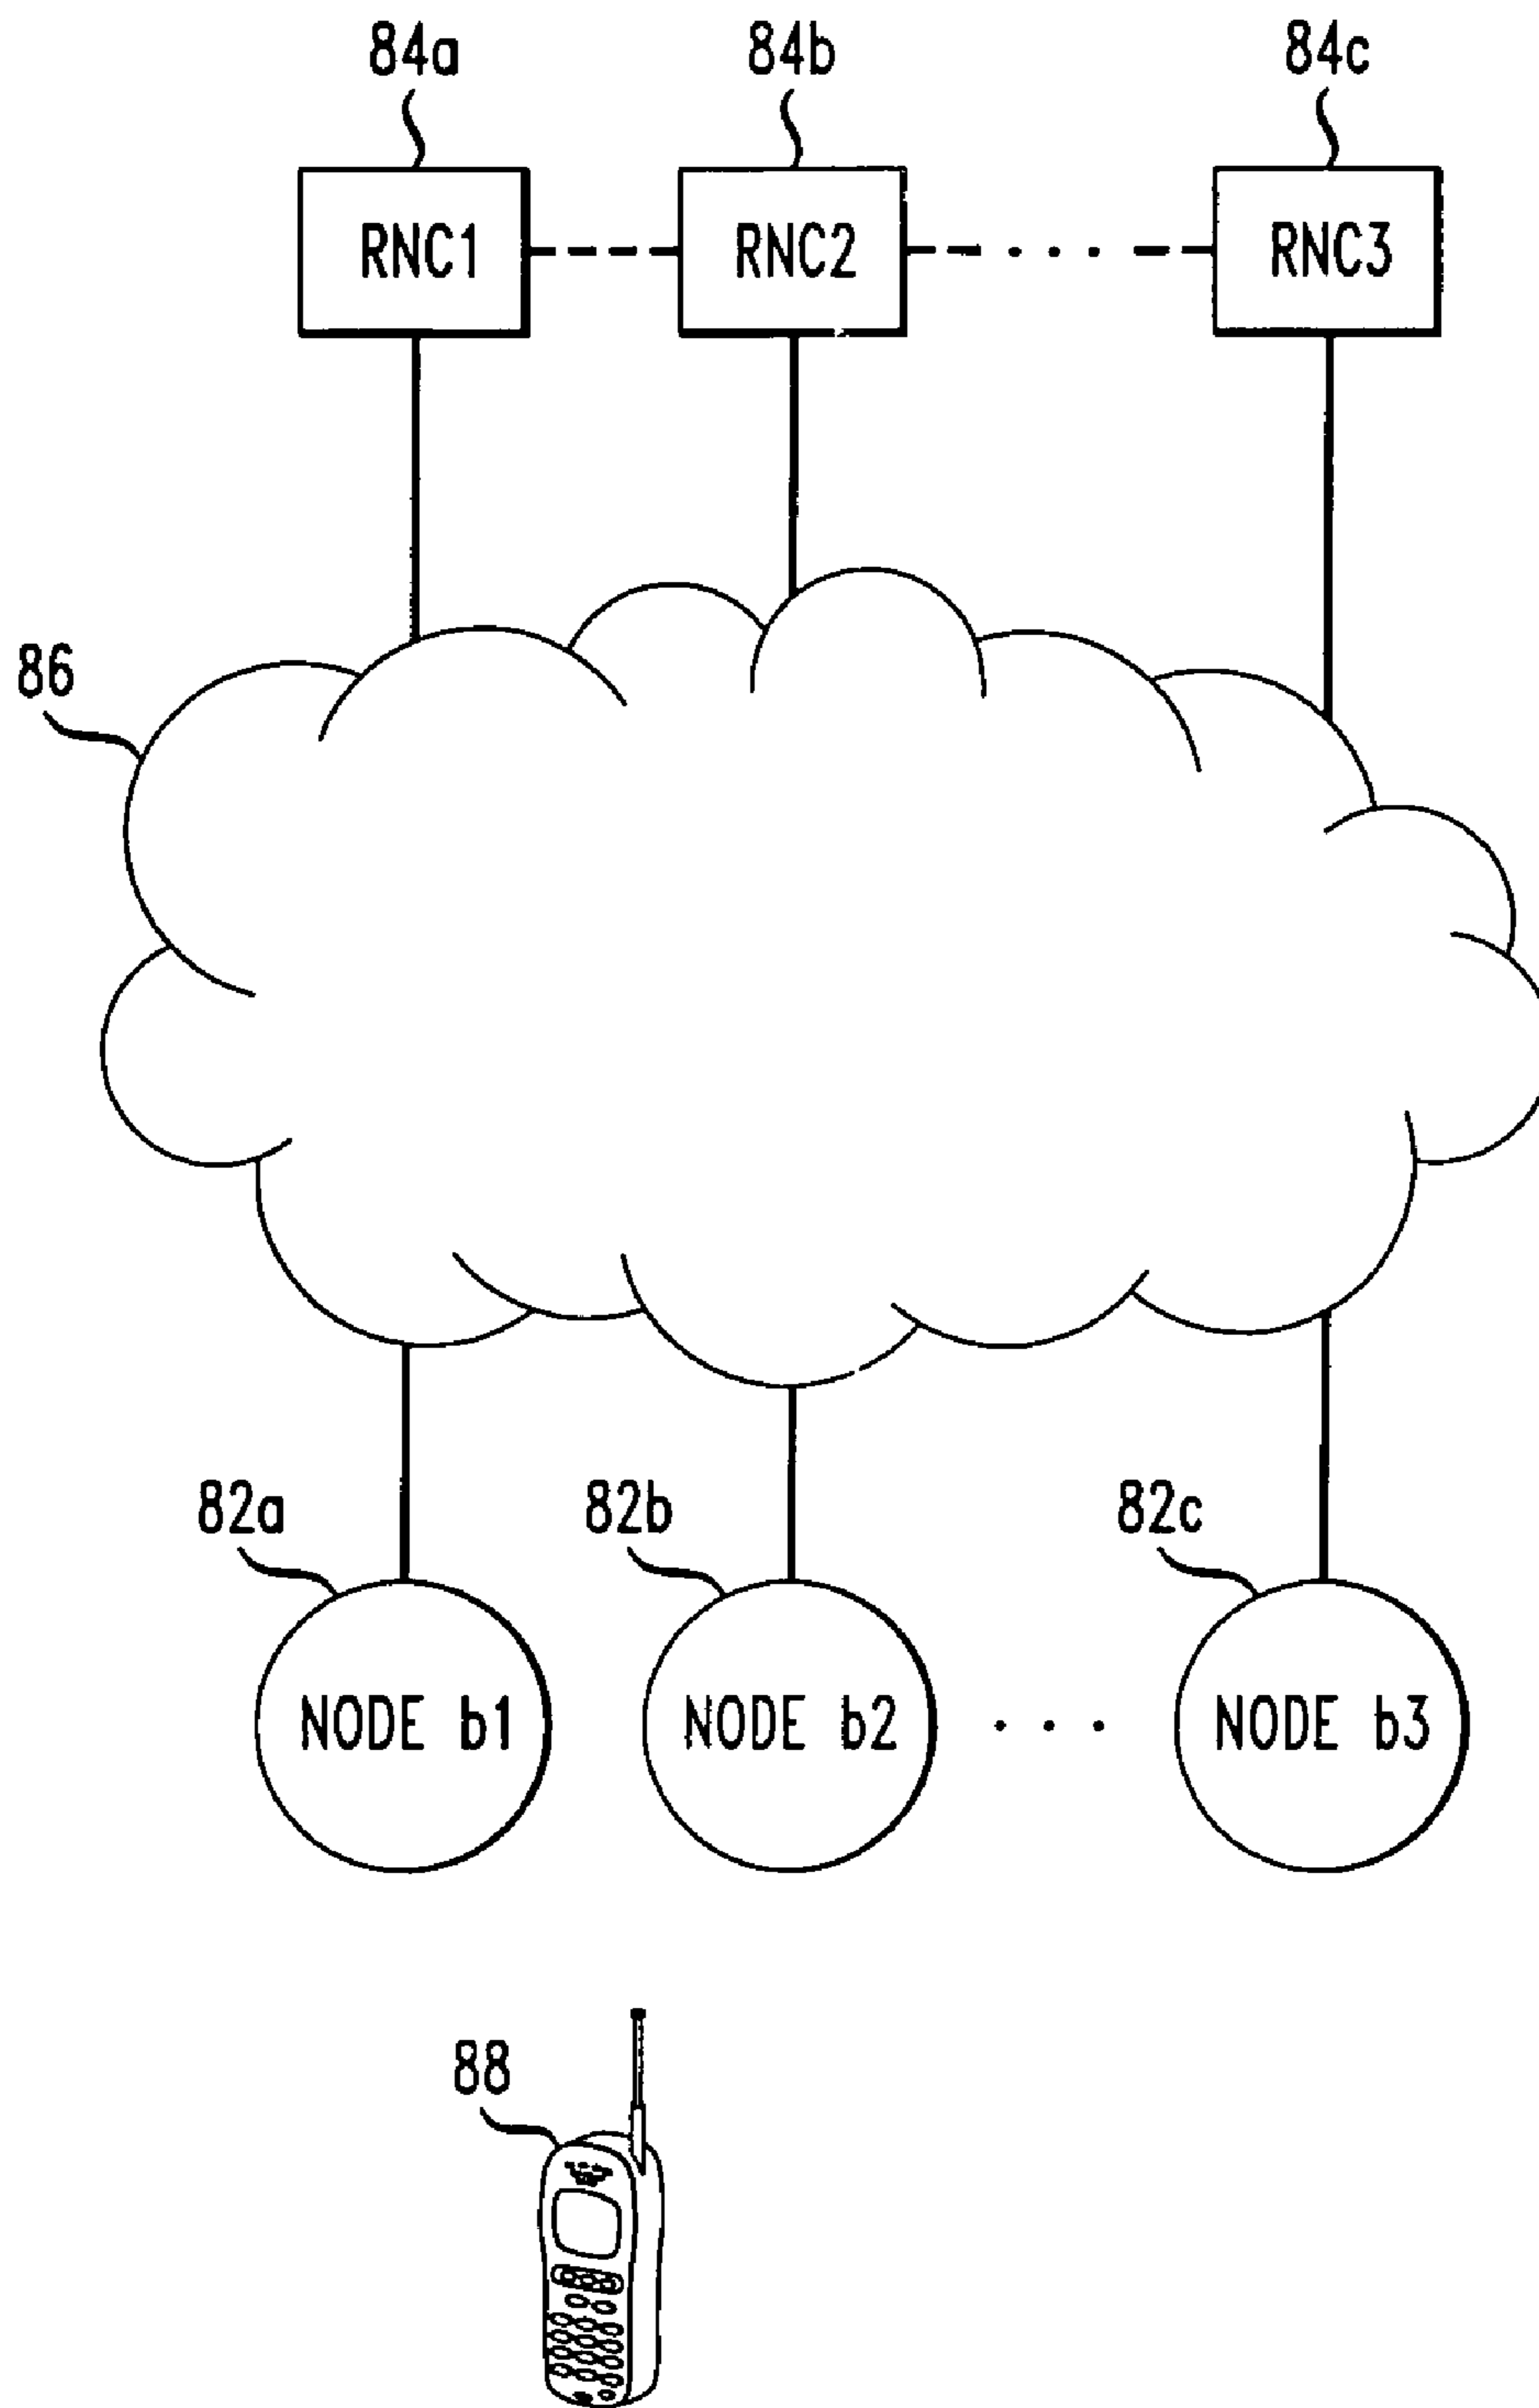 84a 84b 84c
RNC1 RNC2 RNC3
86
82a 82b 82c
NODE b1 NODE b2 NODE b3
88